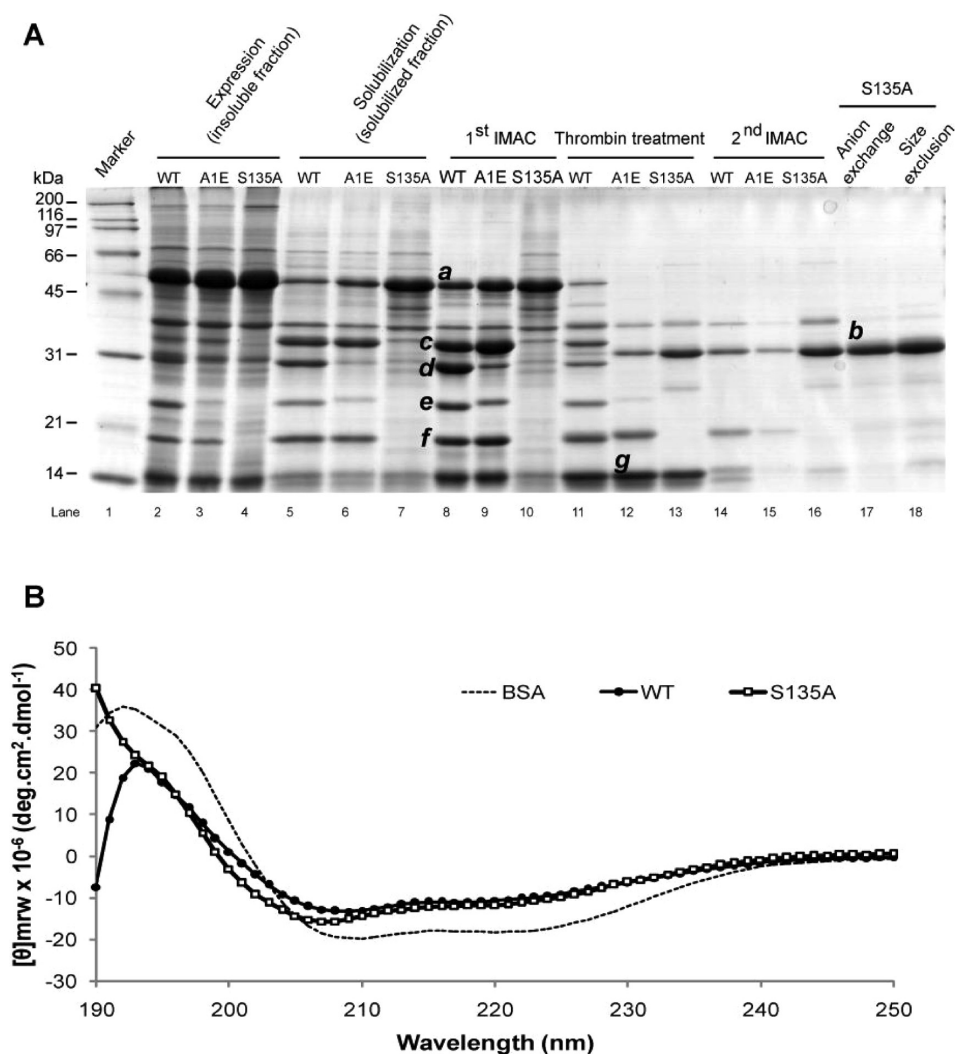 A
Marker
Expression
(insoluble fraction)
Solubilization
(solubilized fraction)
1st IMAC
Thrombin treatment
2nd IMAC
S135A
Anion
exchange
Size
exclusion
kDa
WT A1E S135A WT A1E S135A WT A1E S135A WT A1E S135A WT A1E S135A
200
116
97
66
45
31
21
14
a
b
c
d
e
f
g
Lane 1 2 3 4 5 6 7 8 9 10 11 12 13 14 15 16 17 18
B
[θ]mrw x 10-6 (deg.cm2.dmol-1)
50
40
30
20
10
0
-10
-20
-30
BSA WT S135A
190 200 210 220 230 240 250
Wavelength (nm)